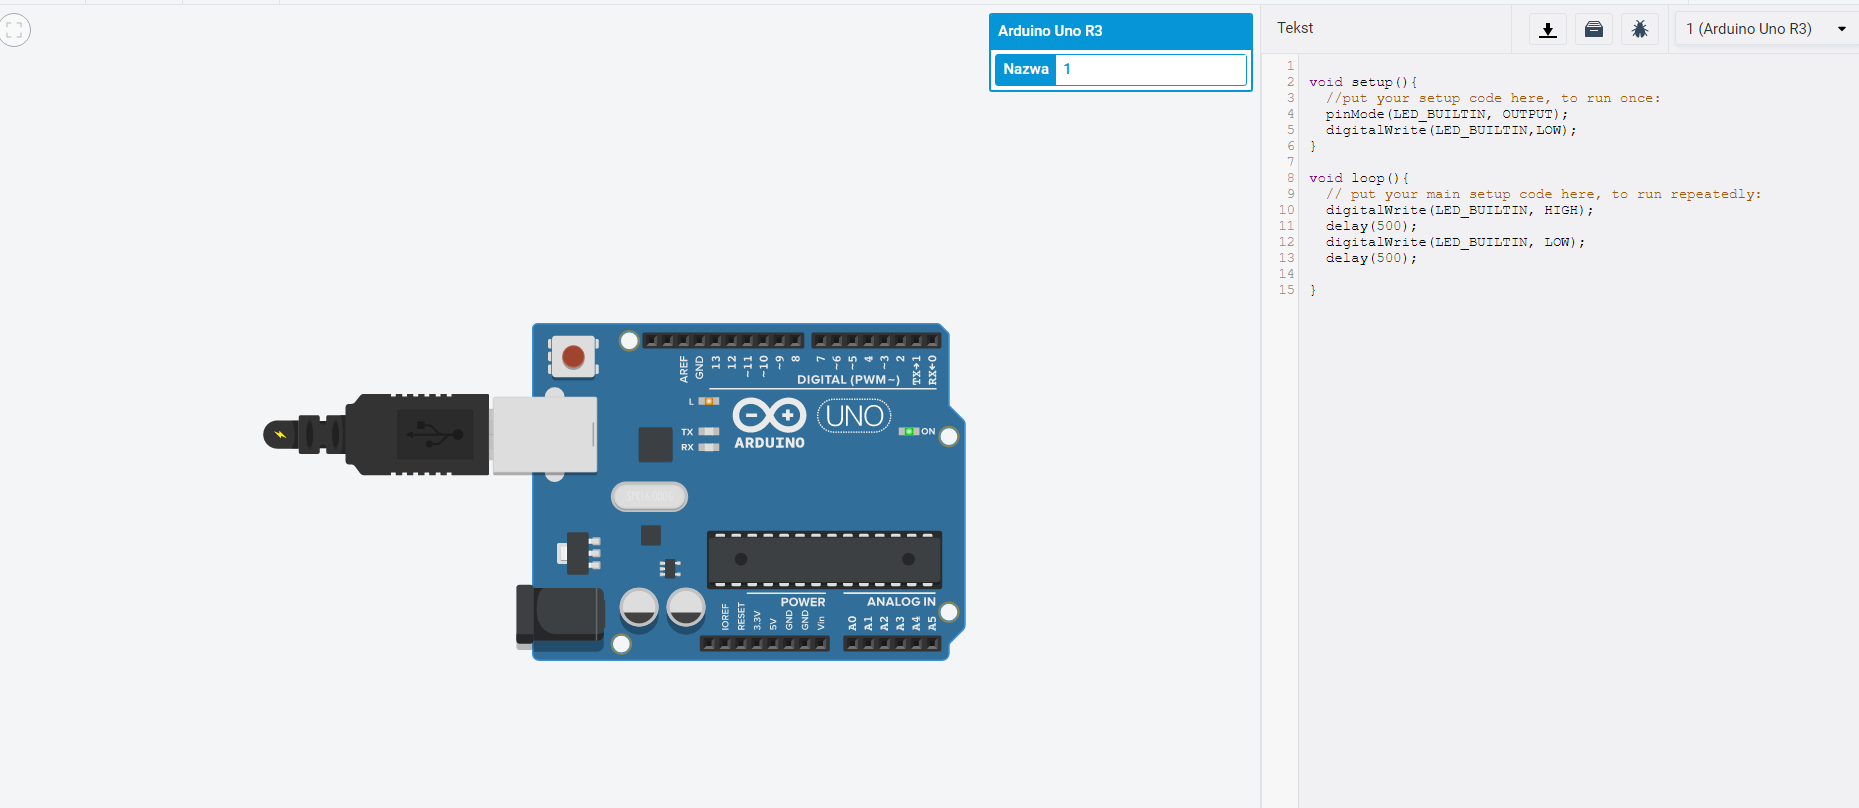 Arduino Uno R3
Nazwa 1
Tekst
1 (Arduino Uno R3)
1
2 void setup(){
3 //put your setup code here, to run once:
4 pinMode(LED_BUILTIN, OUTPUT);
5 digitalWrite(LED_BUILTIN,LOW);
6 }
7
8 void loop(){
9 // put your main setup code here, to run repeatedly:
10 digitalWrite(LED_BUILTIN, HIGH);
11 delay(500);
12 digitalWrite(LED_BUILTIN, LOW);
13 delay(500);
14
15 }
AREF GND 13 12 ~11 ~10 ~9 8 7 ~6 ~5 4 ~3 2 TX→1 RX←0
DIGITAL (PWM~)
L
UNO
TX
ON
RX
ARDUINO
POWER ANALOG IN
IOREF RESET 3.3V 5V GND GND Vin A0 A1 A2 A3 A4 A5